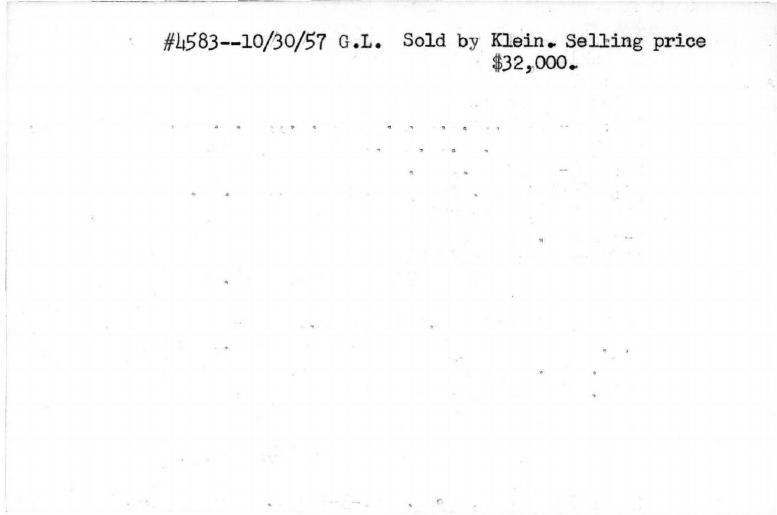 #4583--10/30/57 G.L. Sold by Klein. Selling price
$32,000.